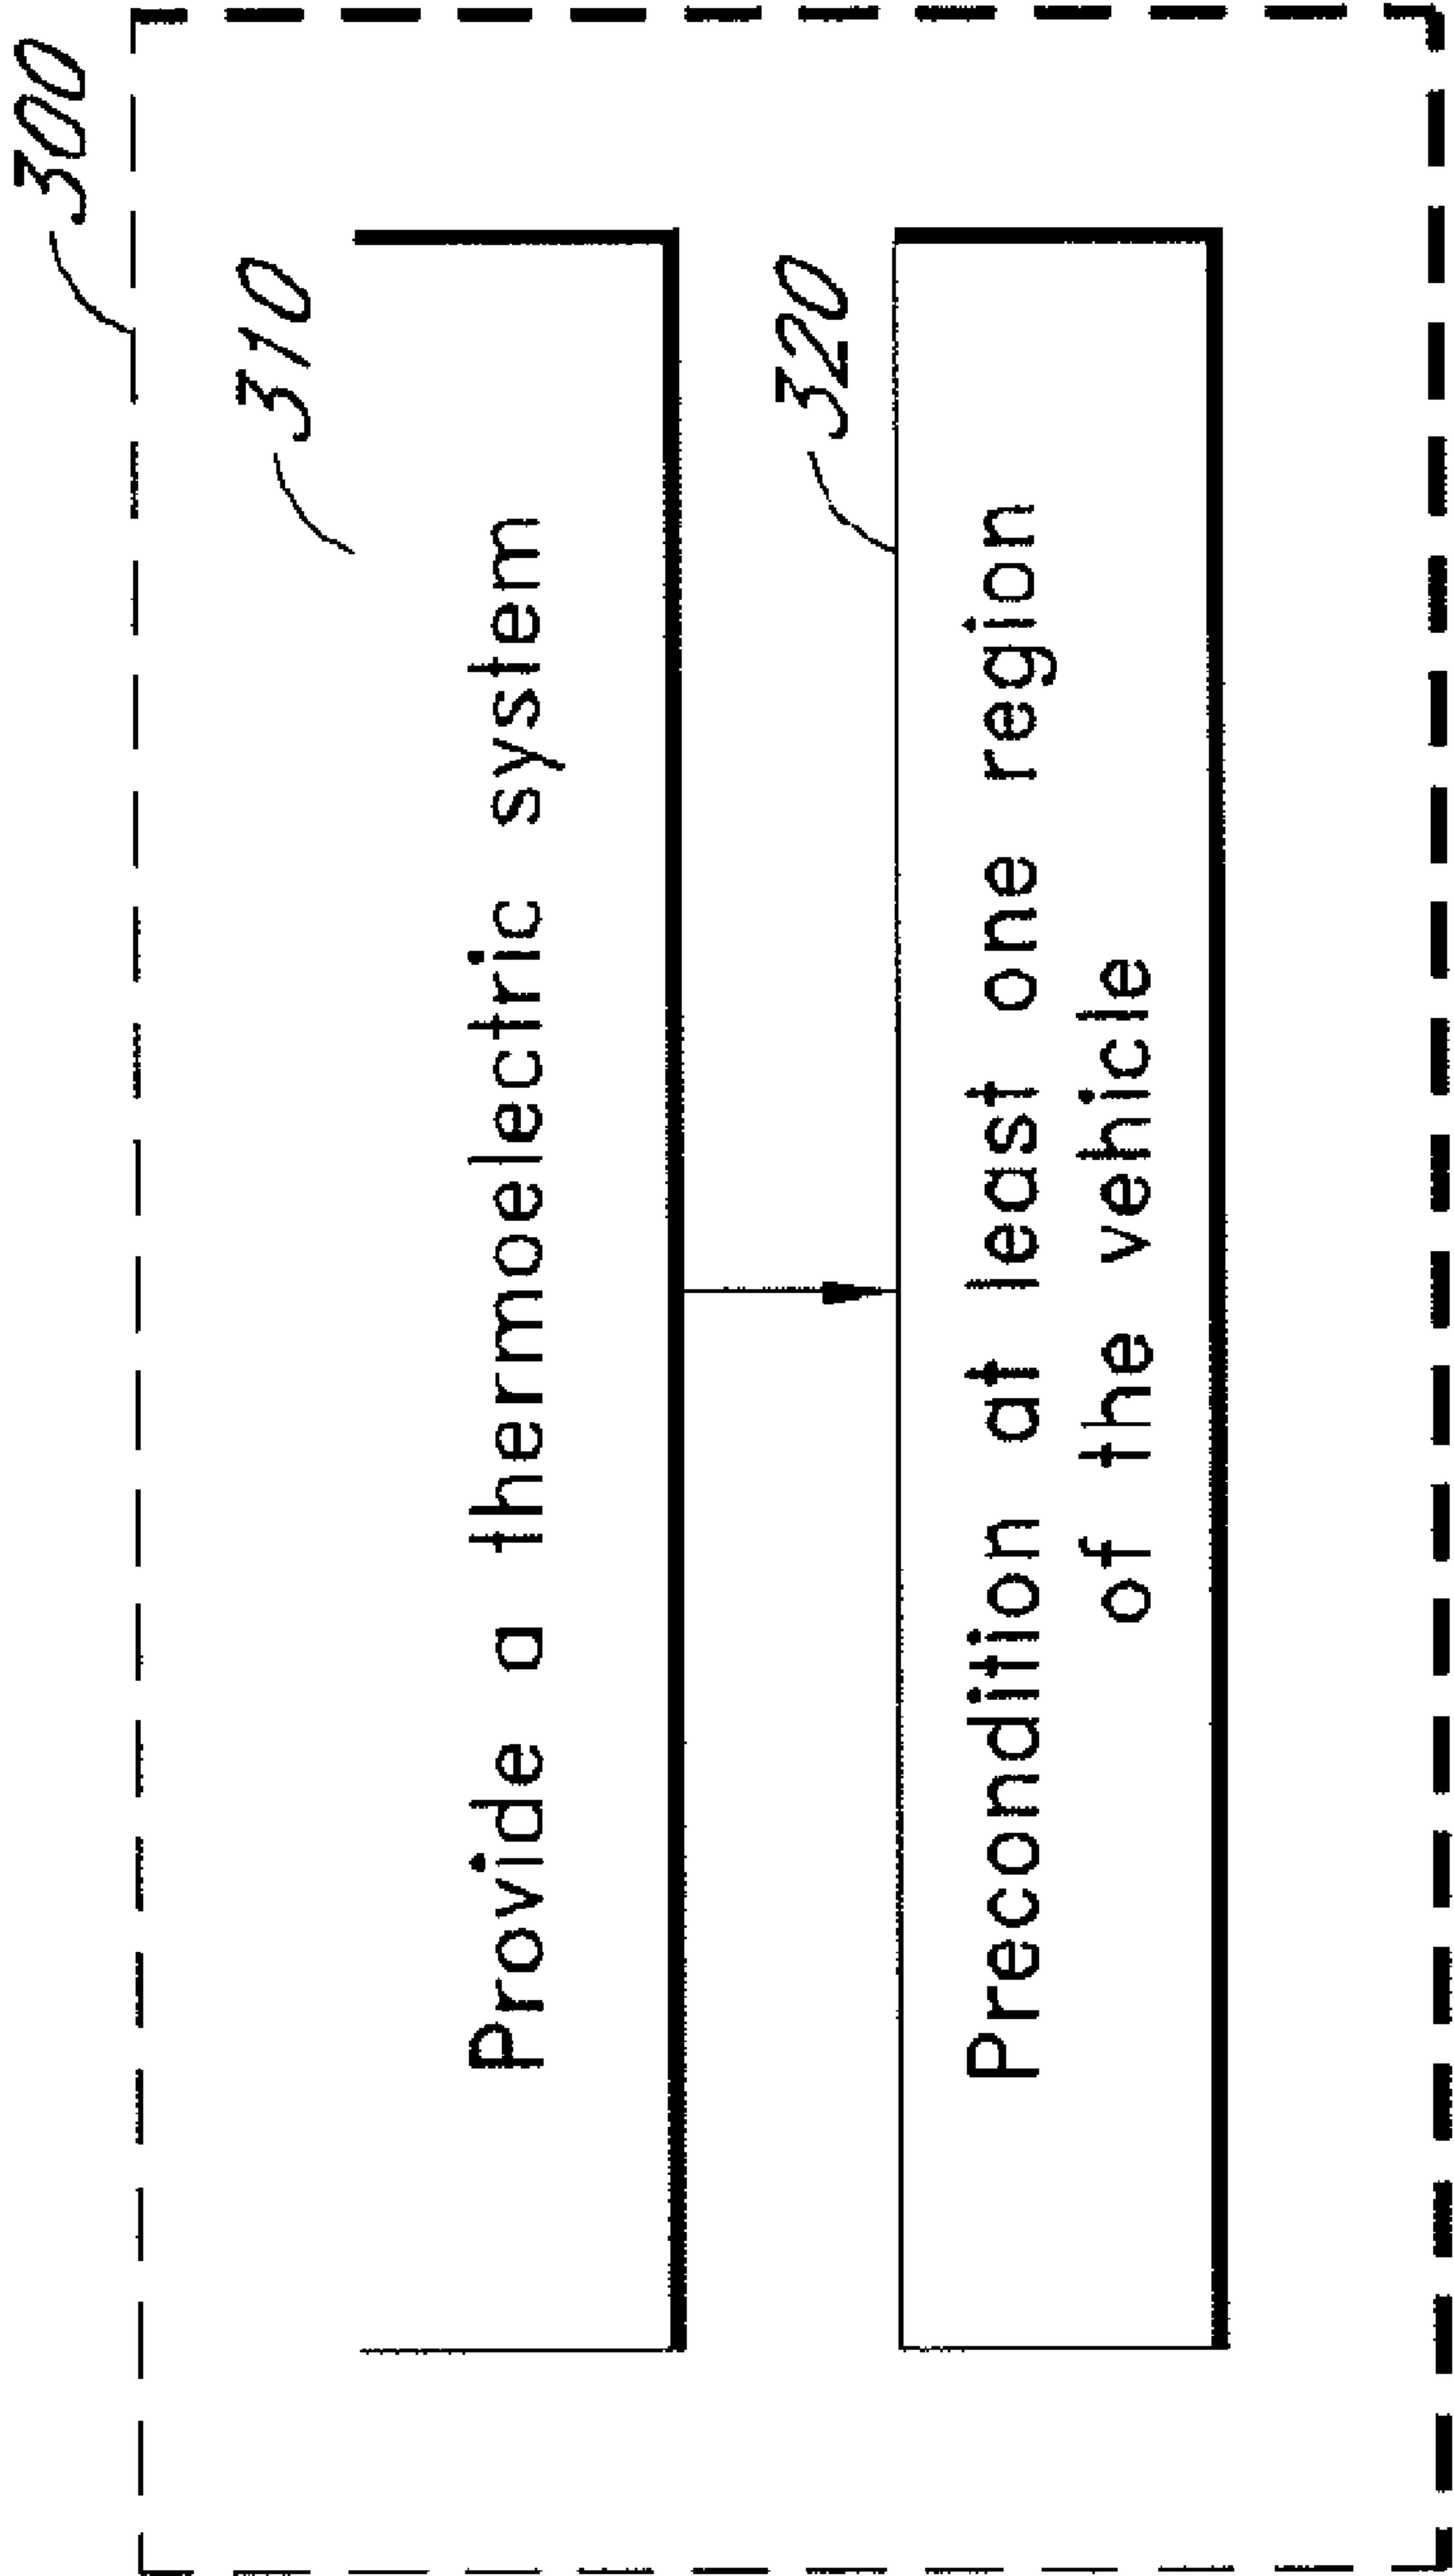 300
310
Provide a thermoelectric system
320
Precondition at least one region
of the vehicle